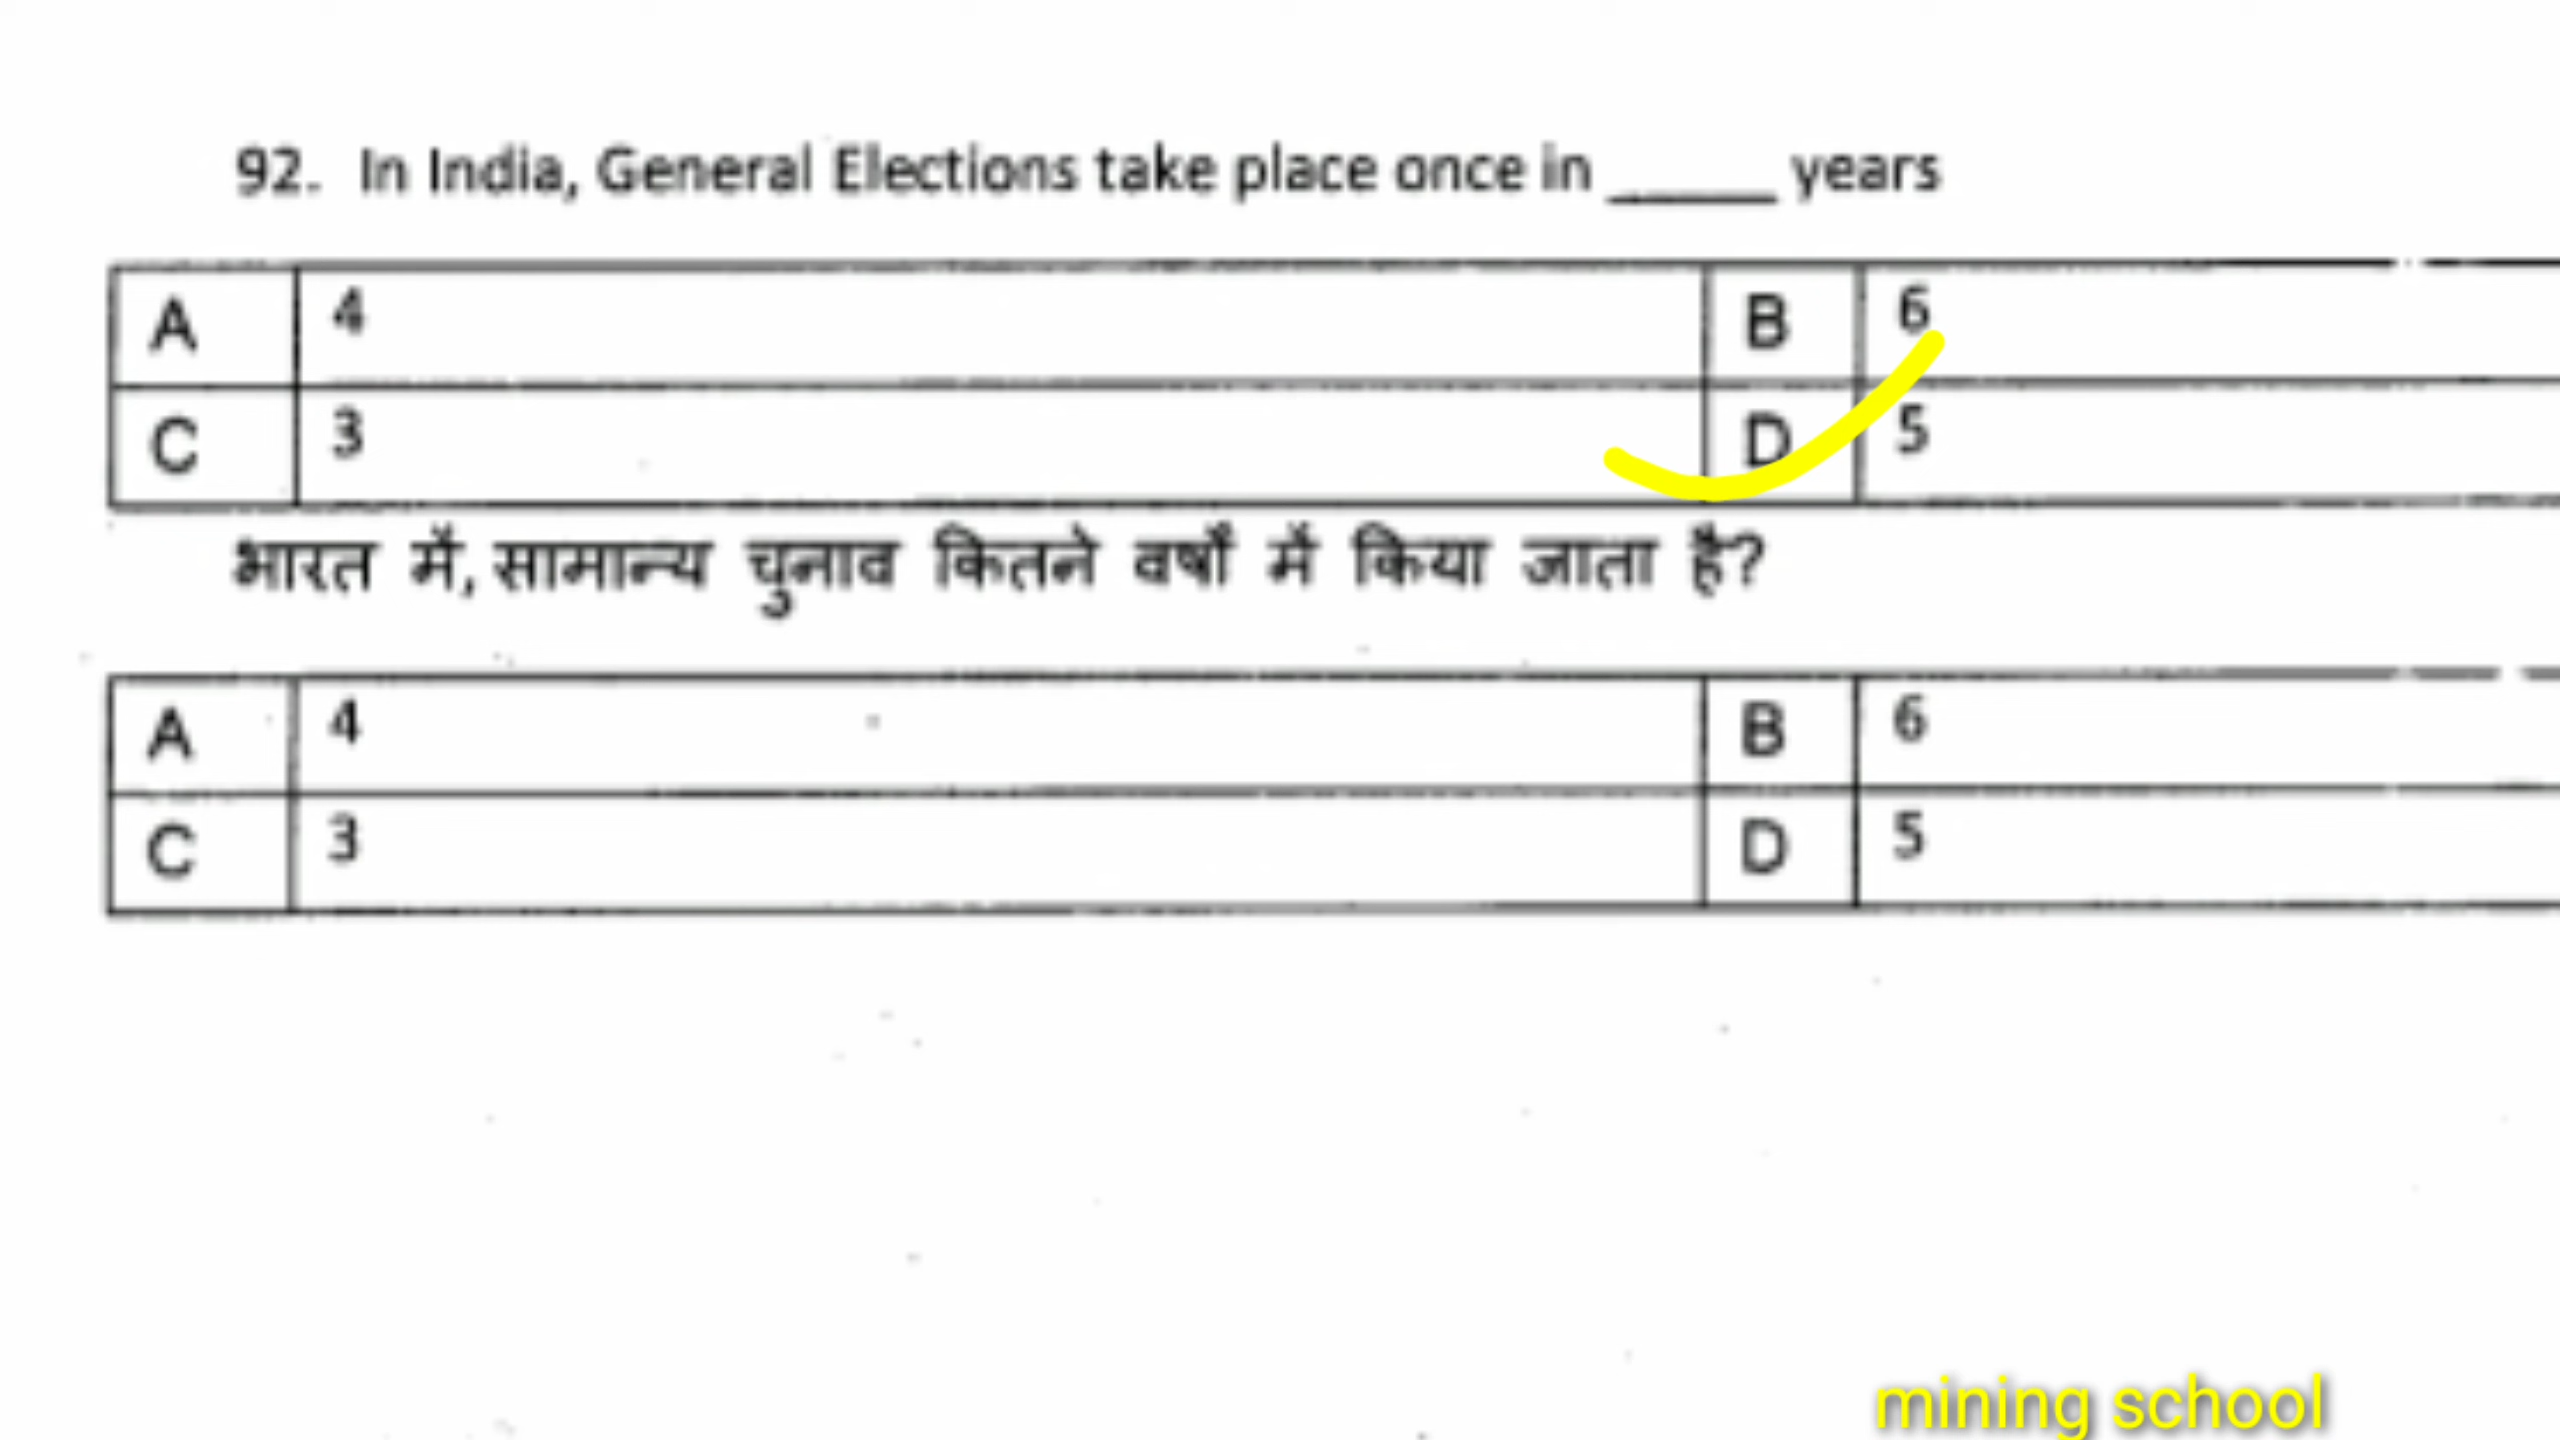 92. In India, General Elections take place once in _____ years
A 4 B 6
C 3 D 5
भारत में, सामान्य चुनाव कितने वर्षों में किया जाता है?
A 4 B 6
C 3 D 5
mining school